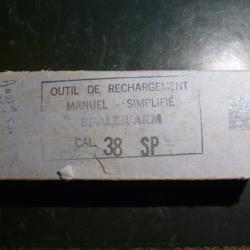 OUTIL DE RECHARGEMENT
MANUEL - SIMPLIFIÉ
CAL. 38 SP